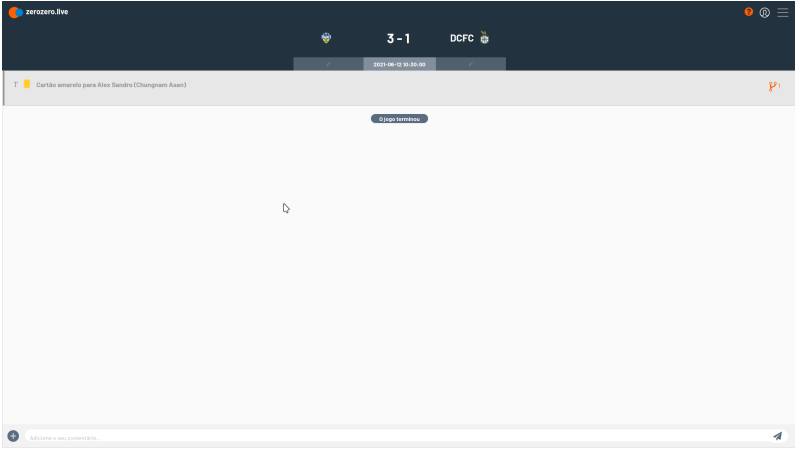 zerozero.live
3 - 1
DCFC
2021-06-12 10:30:00
1' Cartão amarelo para Alex Sandro (Chungnam Asan)
O jogo terminou
Adicione o seu comentário...